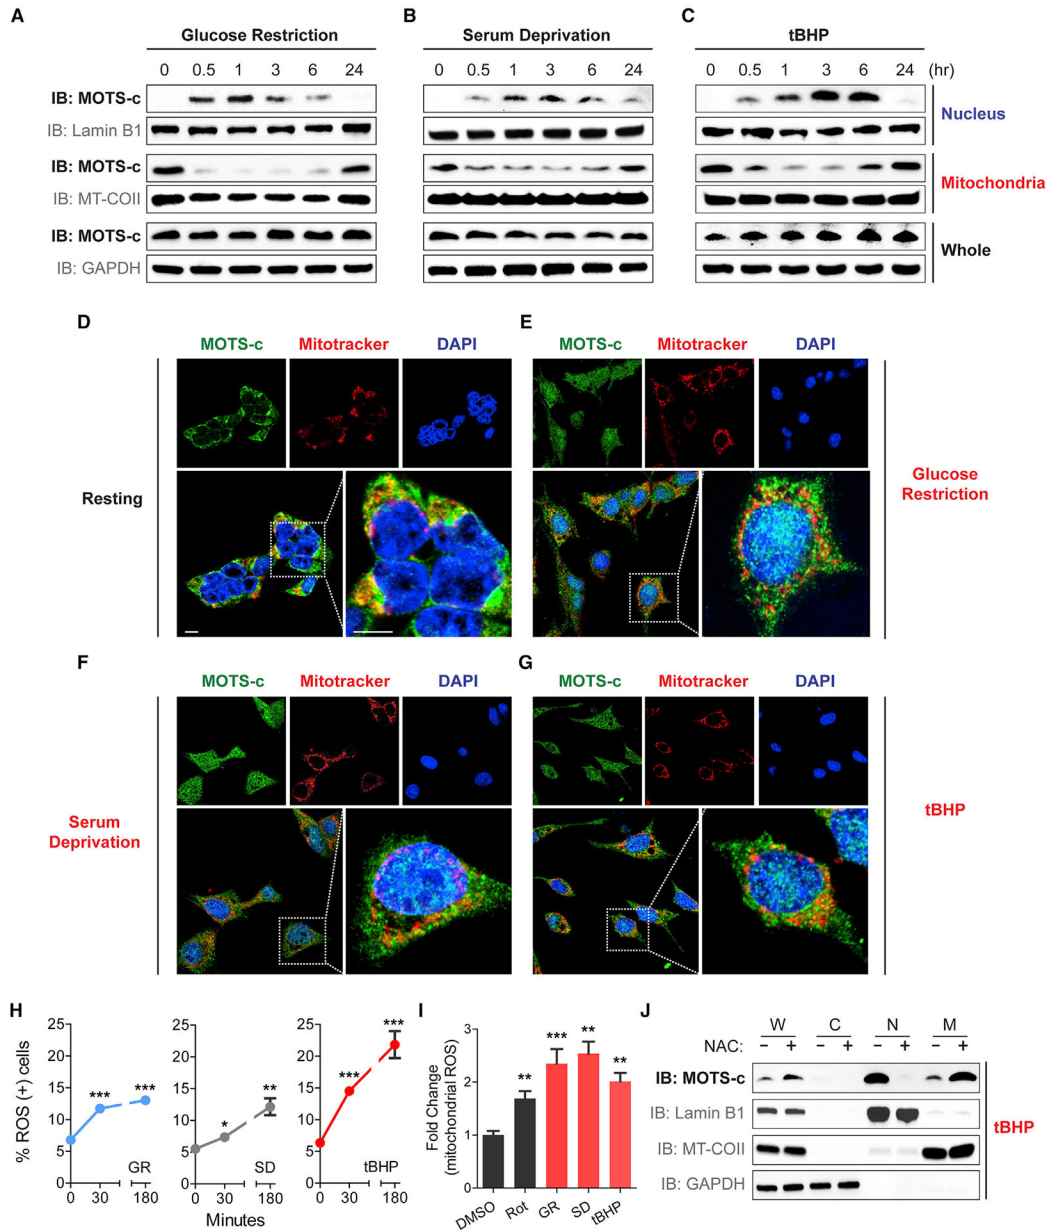 A
Glucose Restriction
0 0.5 1 3 6 24
IB: MOTS-c
IB: Lamin B1
IB: MOTS-c
IB: MT-COII
IB: MOTS-c
IB: GAPDH
B
Serum Deprivation
0 0.5 1 3 6 24
C
tBHP
0 0.5 1 3 6 24 (hr)
Nucleus
Mitochondria
Whole
D
MOTS-c Mitotracker DAPI
Resting
E
MOTS-c Mitotracker DAPI
Glucose
Restriction
F
MOTS-c Mitotracker DAPI
Serum
Deprivation
G
MOTS-c Mitotracker DAPI
tBHP
H
% ROS (+) cells
25
20
15
10
5
0
***
***
GR
0 30 180
25
20
15
10
5
0
*
**
SD
0 30 180
25
20
15
10
5
0
***
***
tBHP
0 30 180
Minutes
I
Fold Change
(mitochondrial ROS)
3
2
1
0
**
***
**
**
DMSO
Rot
GR
SD
tBHP
J
W C N M
NAC: − + − + − + − +
IB: MOTS-c
IB: Lamin B1
IB: MT-COII
IB: GAPDH
tBHP